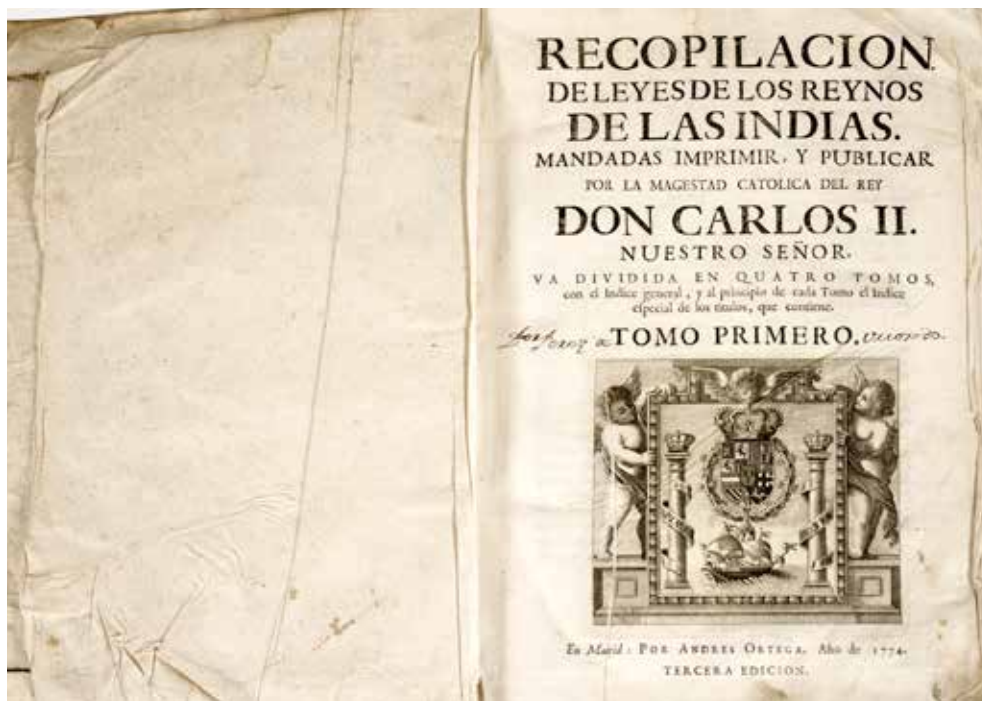 RECOPILACION
DE LEYES DE LOS REYNOS
DE LAS INDIAS.
MANDADAS IMPRIMIR, Y PUBLICAR
POR LA MAGESTAD CATOLICA DEL REY
DON CARLOS II.
NUESTRO SEÑOR.
VA DIVIDIDA EN QUATRO TOMOS,
con el Indice general, y al principio de cada Tomo el Indice
especial de los titulos, que contiene.
TOMO PRIMERO.
En Madrid: POR ANDRES ORTEGA. Año de 1774.
TERCERA EDICION.